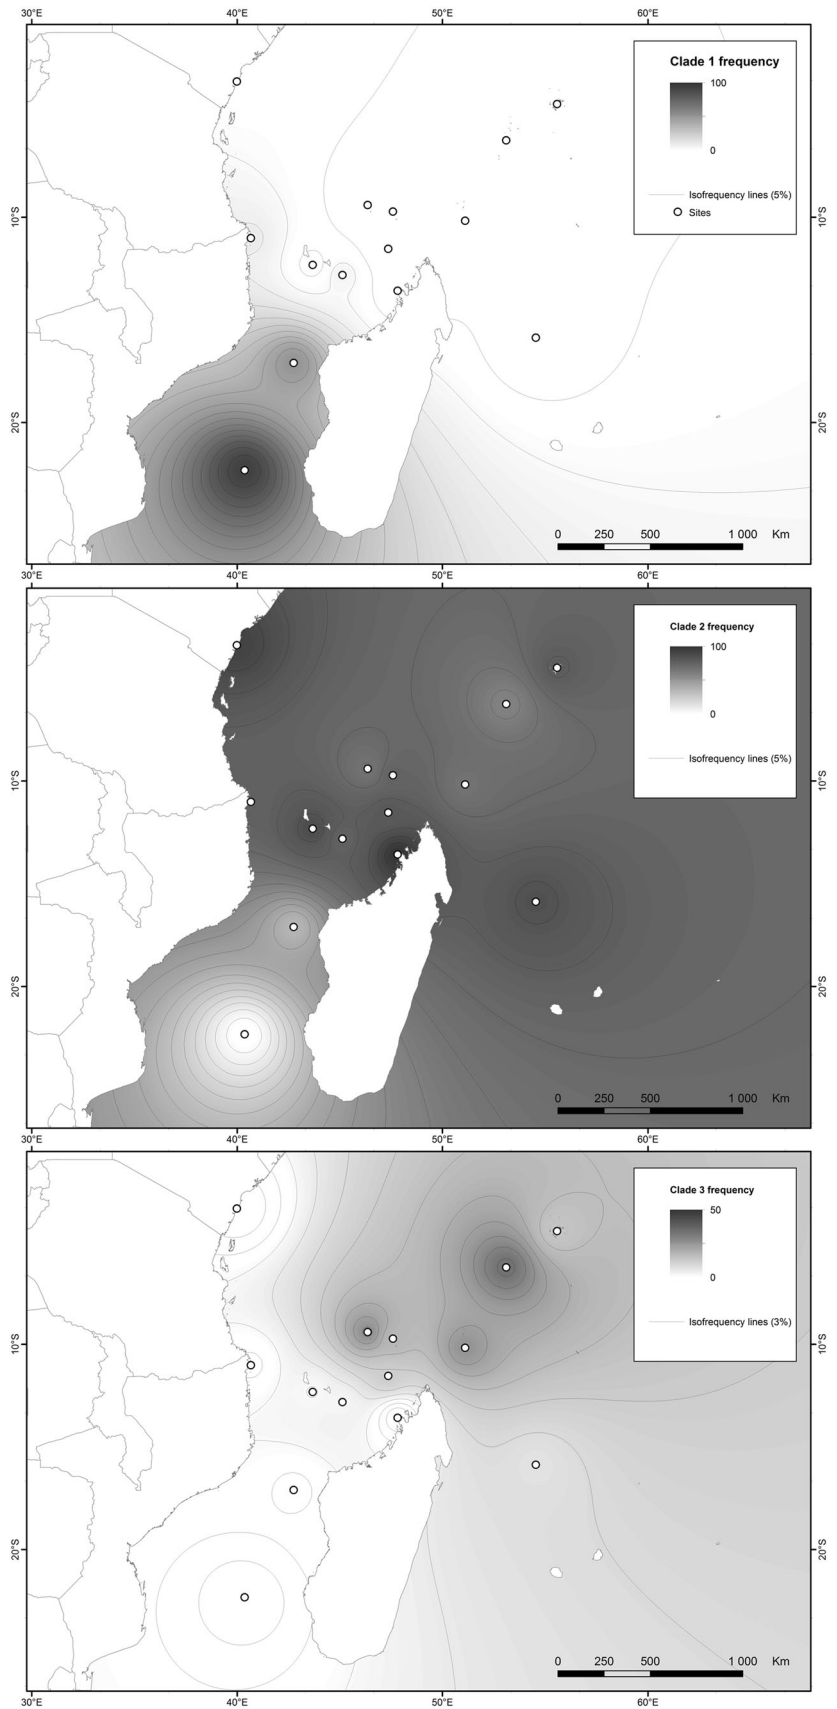 30°E 40°E 50°E 60°E
Clade 1 frequency
100
0
Isofrequency lines (5%)
Sites
10°S 10°S
20°S 20°S
0 250 500 1 000 Km
30°E 40°E 50°E 60°E
Clade 2 frequency
100
0
Isofrequency lines (5%)
10°S 10°S
20°S 20°S
0 250 500 1 000 Km
30°E 40°E 50°E 60°E
Clade 3 frequency
50
0
Isofrequency lines (3%)
10°S 10°S
20°S 20°S
0 250 500 1 000 Km
30°E 40°E 50°E 60°E